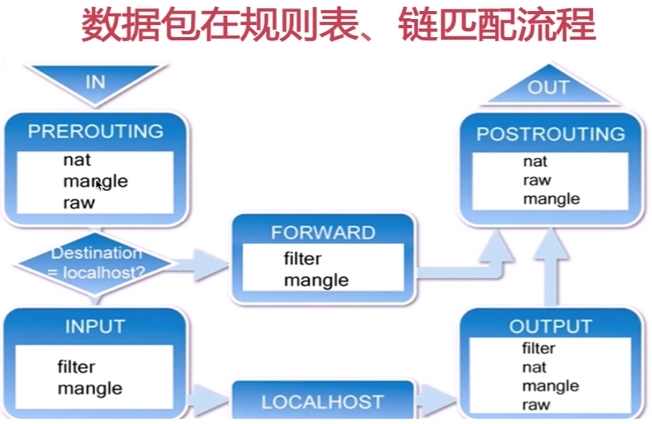 数据包在规则表、链匹配流程
IN
OUT
PREROUTING
nat
mangle
raw
POSTROUTING
nat
raw
mangle
Destination
= localhost?
FORWARD
filter
mangle
INPUT
filter
mangle
LOCALHOST
OUTPUT
filter
nat
mangle
raw